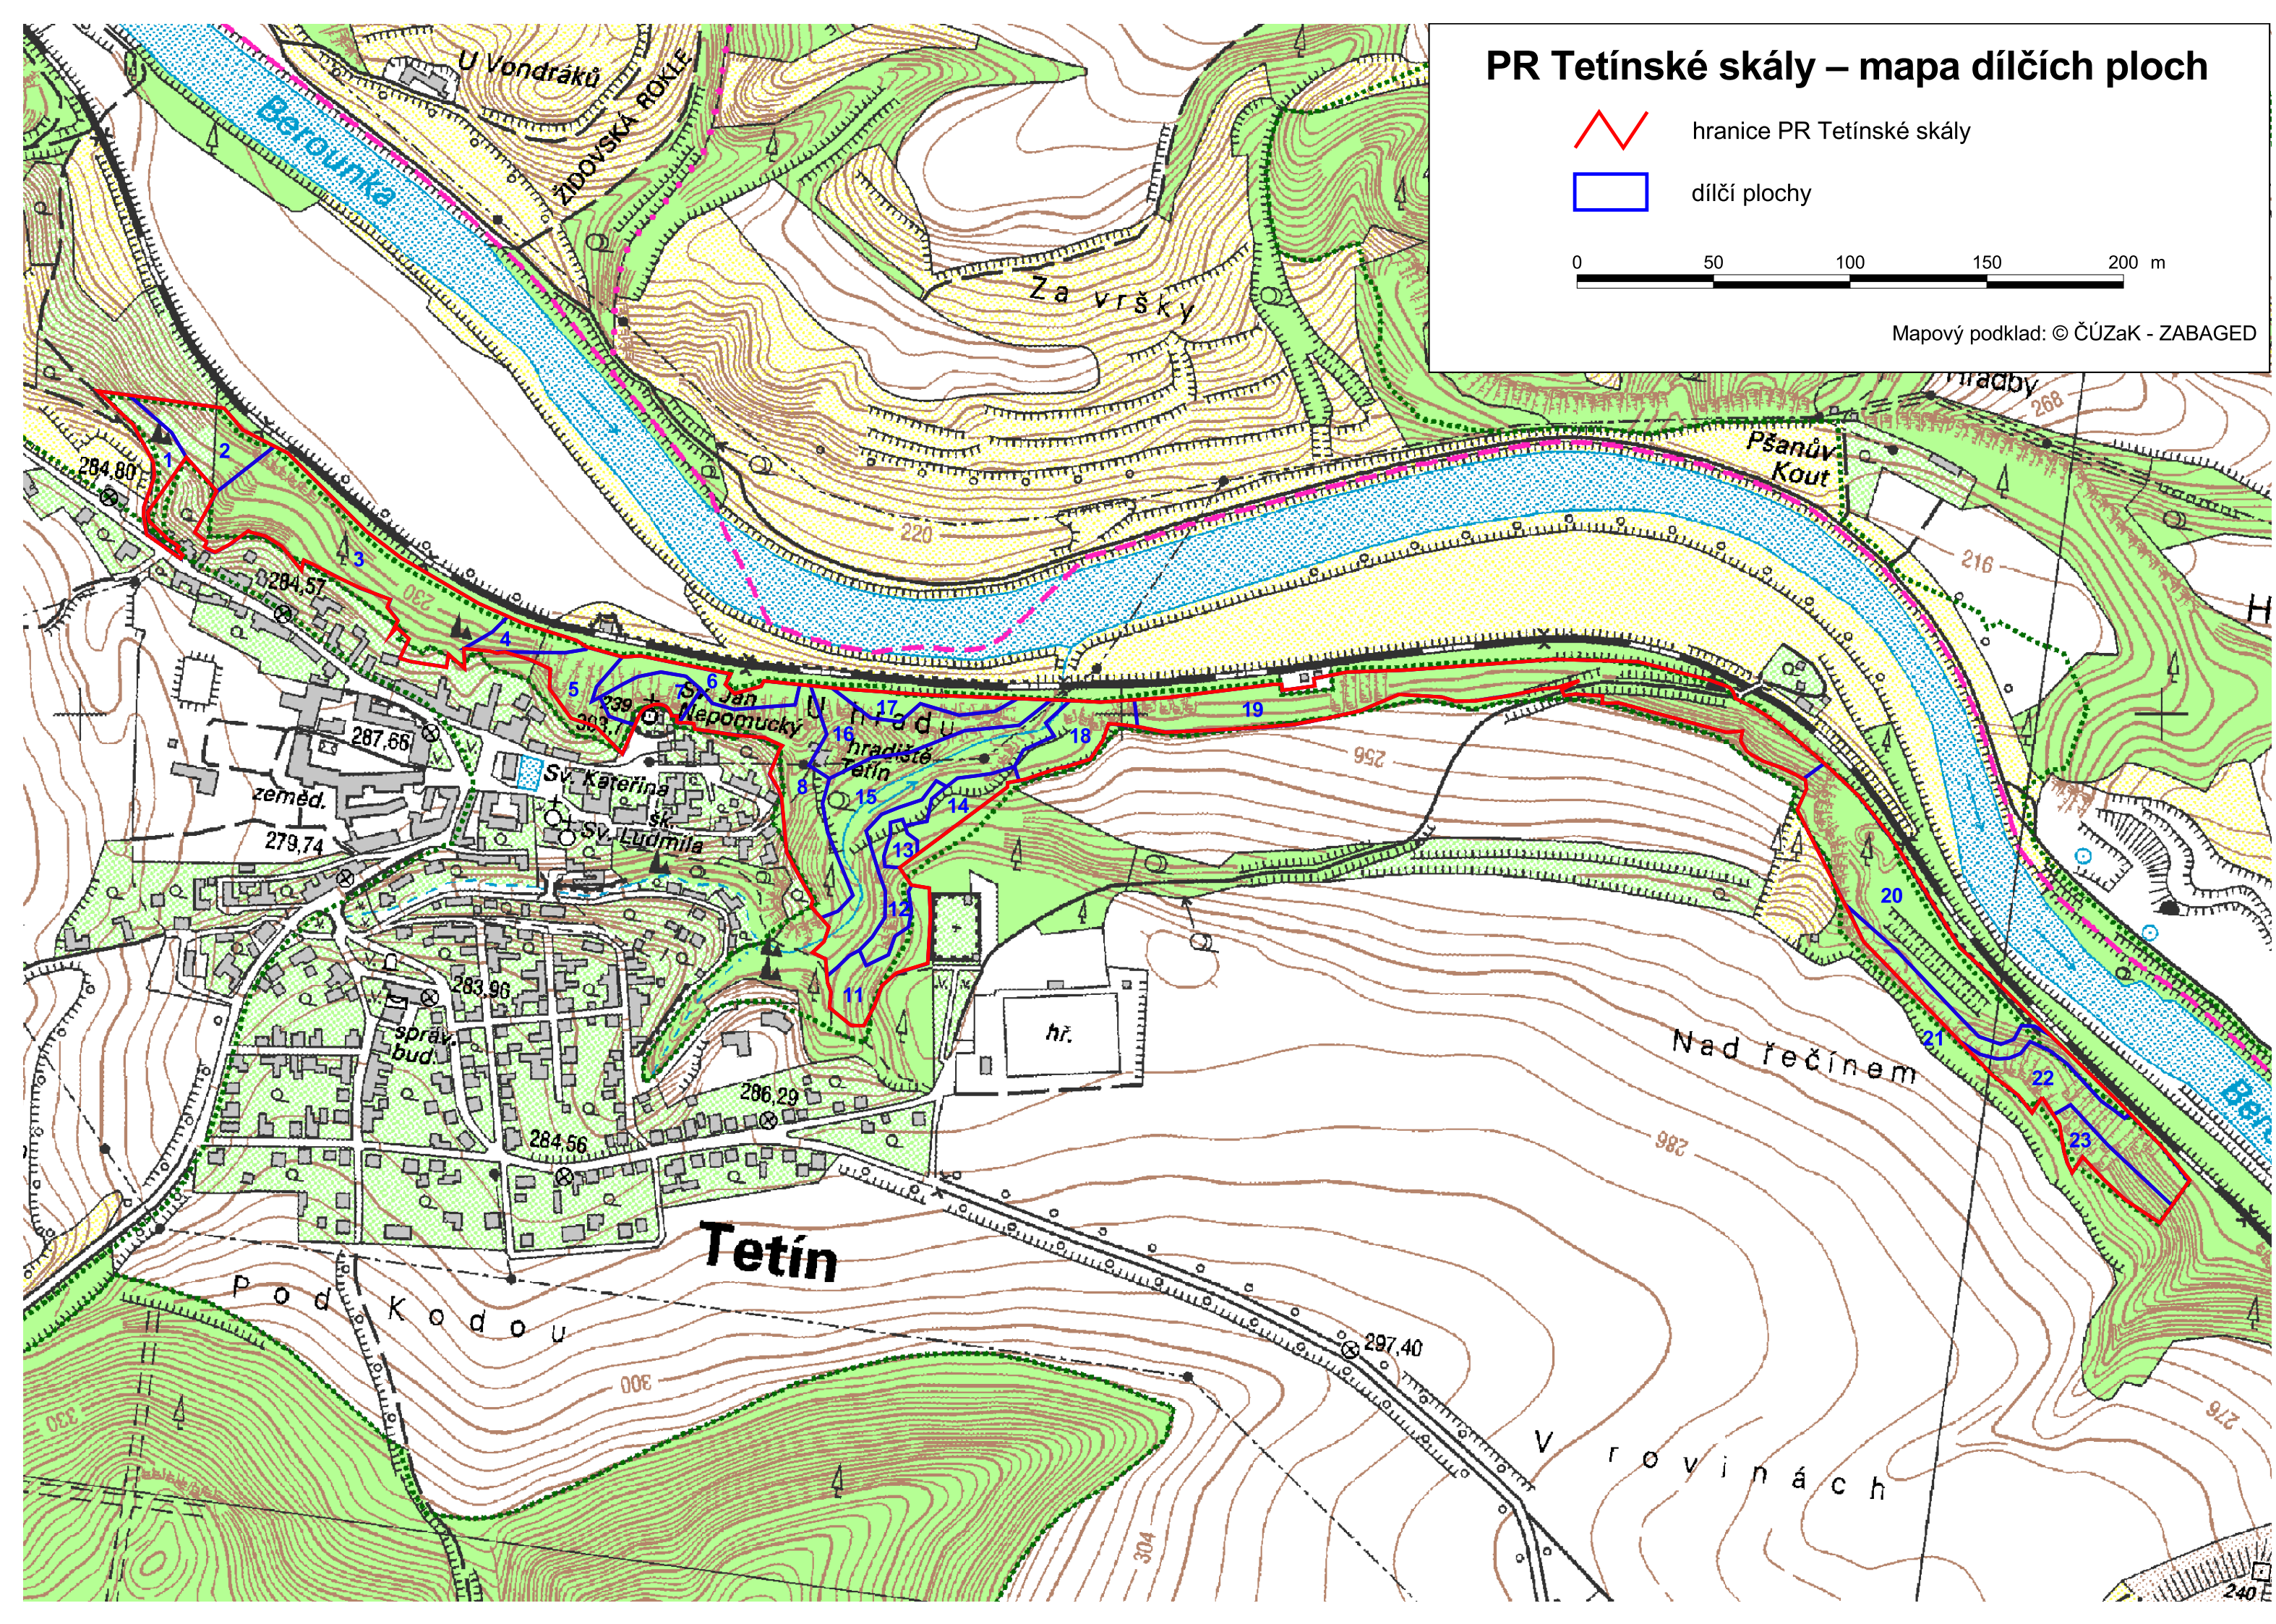 PR Tetínské skály – mapa dílčích ploch
hranice PR Tetínské skály
dílčí plochy
0 50 100 150 200 m
Mapový podklad: © ČÚZaK - ZABAGED
U Vondráků
ŽIDOVSKÁ ROKLE
Berounka
Za vršky
Hradby
268
Pšanův
Kout
220
216
H
284,80
1
2
3
284,57
230
4
5
6
7
Sv. Jan
Nepomucký
239
U hradu
17
16
hradiště
Tetín
18
19
8
15
14
13
12
11
256
287,66
zeměd.
279,74
Sv. Kateřina
šk.
Sv. Ludmila
283,96
správ.
bud.
hř.
286,29
284,56
20
21
22
23
Nad řečínem
286
Tetín
Pod Kodou
297,40
300
330
304
V rovinách
276
240